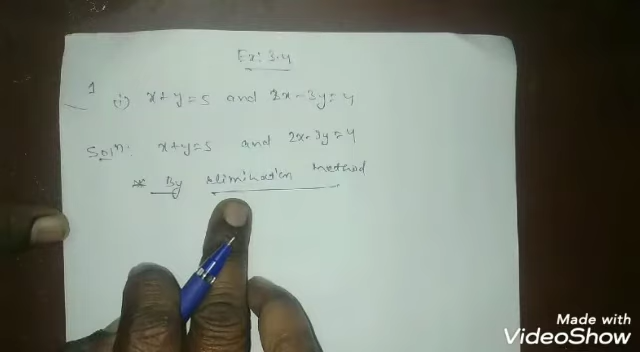 Ex: 3.4
1 (i) x+y=5 and 2x-3y=4
Solⁿ: x+y=5 and 2x-3y=4
* By elimination method
Made with
VideoShow